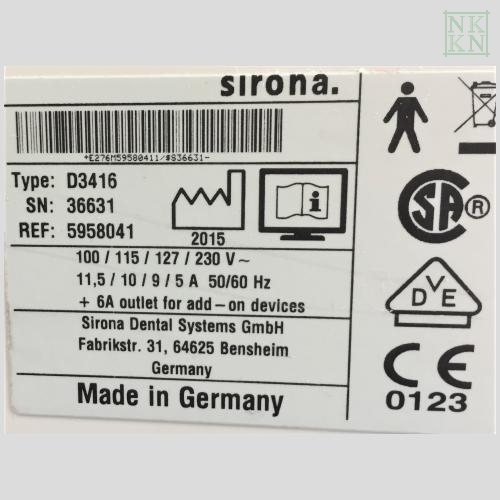 NK
KN
sirona.
*E276M59580411/#S36631-
Type: D3416
SN: 36631
REF: 5958041
2015
i
100 / 115 / 127 / 230 V ~
11,5 / 10 / 9 / 5 A 50/60 Hz
+ 6A outlet for add-on devices
Sirona Dental Systems GmbH
Fabrikstr. 31, 64625 Bensheim
Germany
Made in Germany
SA ®
DVE
CE
0123